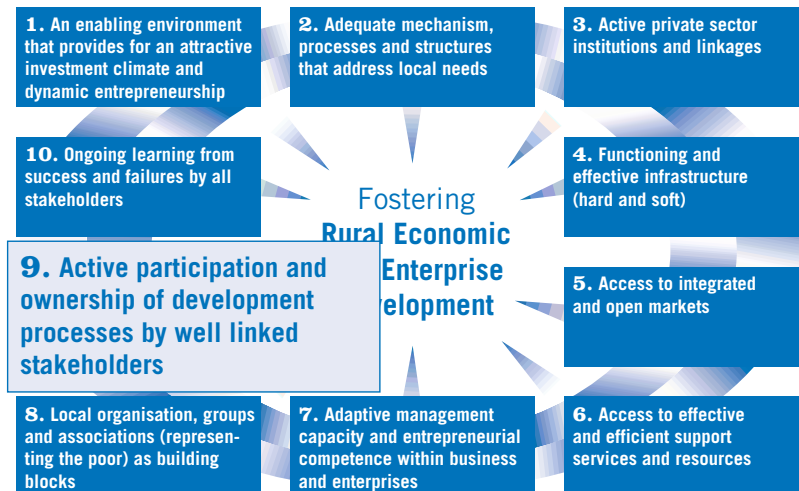 1. An enabling environment
that provides for an attractive
investment climate and
dynamic entrepreneurship
2. Adequate mechanism,
processes and structures
that address local needs
3. Active private sector
institutions and linkages
10. Ongoing learning from
success and failures by all
stakeholders
Fostering
Rural Economic
Enterprise
4. Functioning and
effective infrastructure
(hard and soft)
9. Active participation and
ownership of development
processes by well linked
stakeholders
5. Access to integrated
and open markets
8. Local organisation, groups
and associations (represen-
ting the poor) as building
blocks
7. Adaptive management
capacity and entrepreneurial
competence within business
and enterprises
6. Access to effective
and efficient support
services and resources